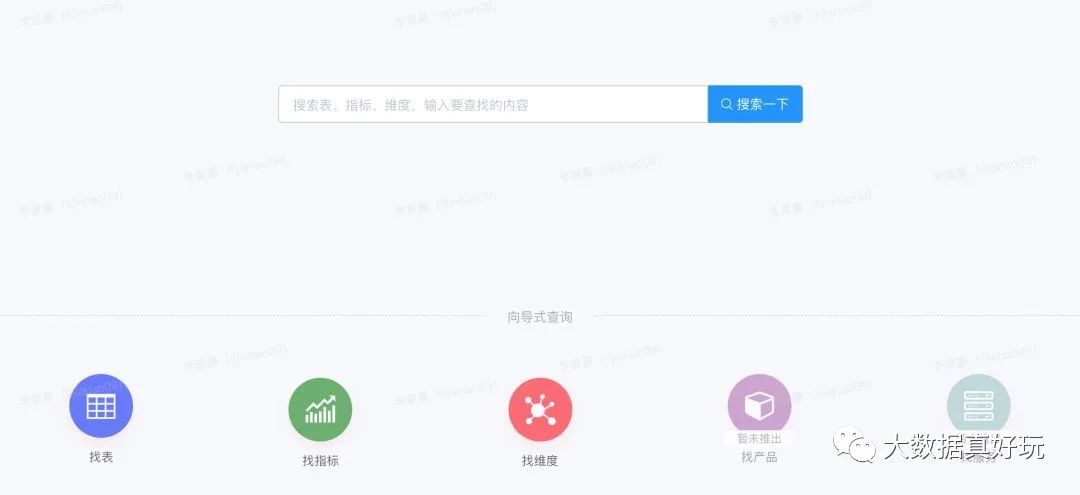 搜索表、指标、维度，输入要查找的内容
搜索一下
向导式查询
找表
找指标
找维度
暂未推出
找产品
大数据真好玩